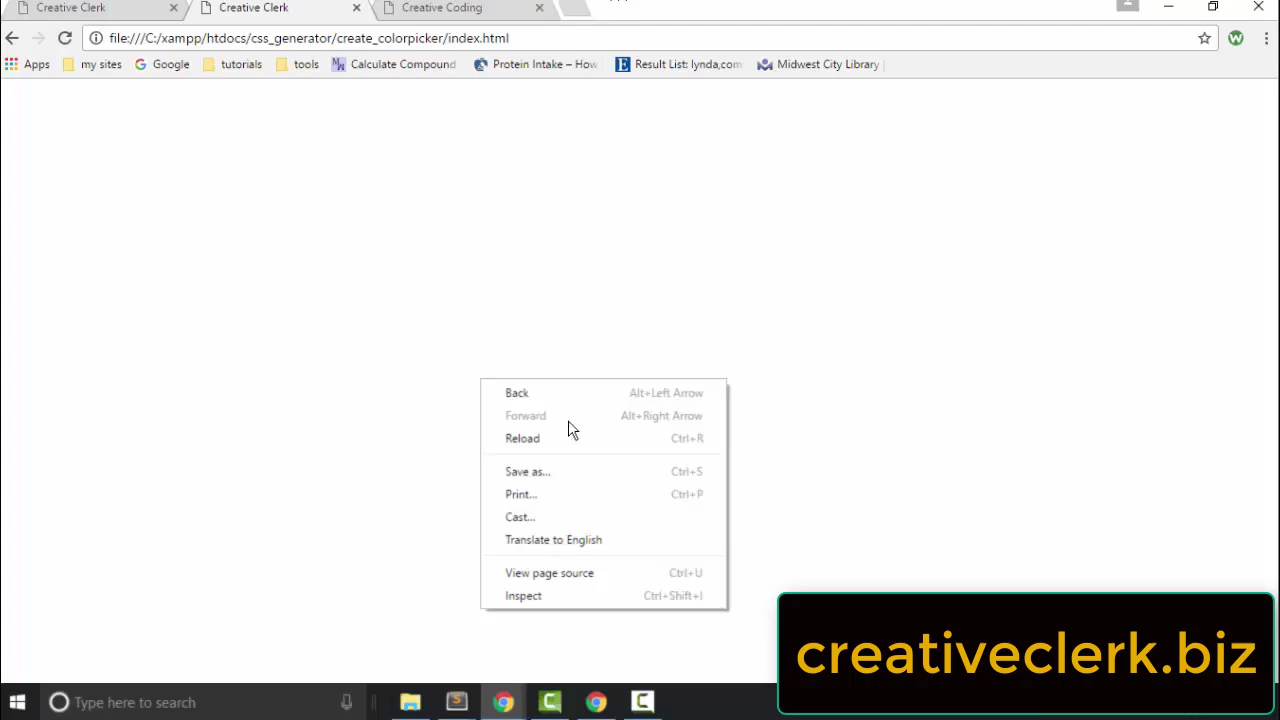 Creative Clerk
Creative Clerk
Creative Coding
file:///C:/xampp/htdocs/css_generator/create_colorpicker/index.html
W
Apps my sites Google tutorials tools Calculate Compound Protein Intake – How Result List: lynda,com Midwest City Library
Back Alt+Left Arrow
Forward Alt+Right Arrow
Reload Ctrl+R
Save as... Ctrl+S
Print... Ctrl+P
Cast...
Translate to English
View page source Ctrl+U
Inspect Ctrl+Shift+I
creativeclerk.biz
Type here to search